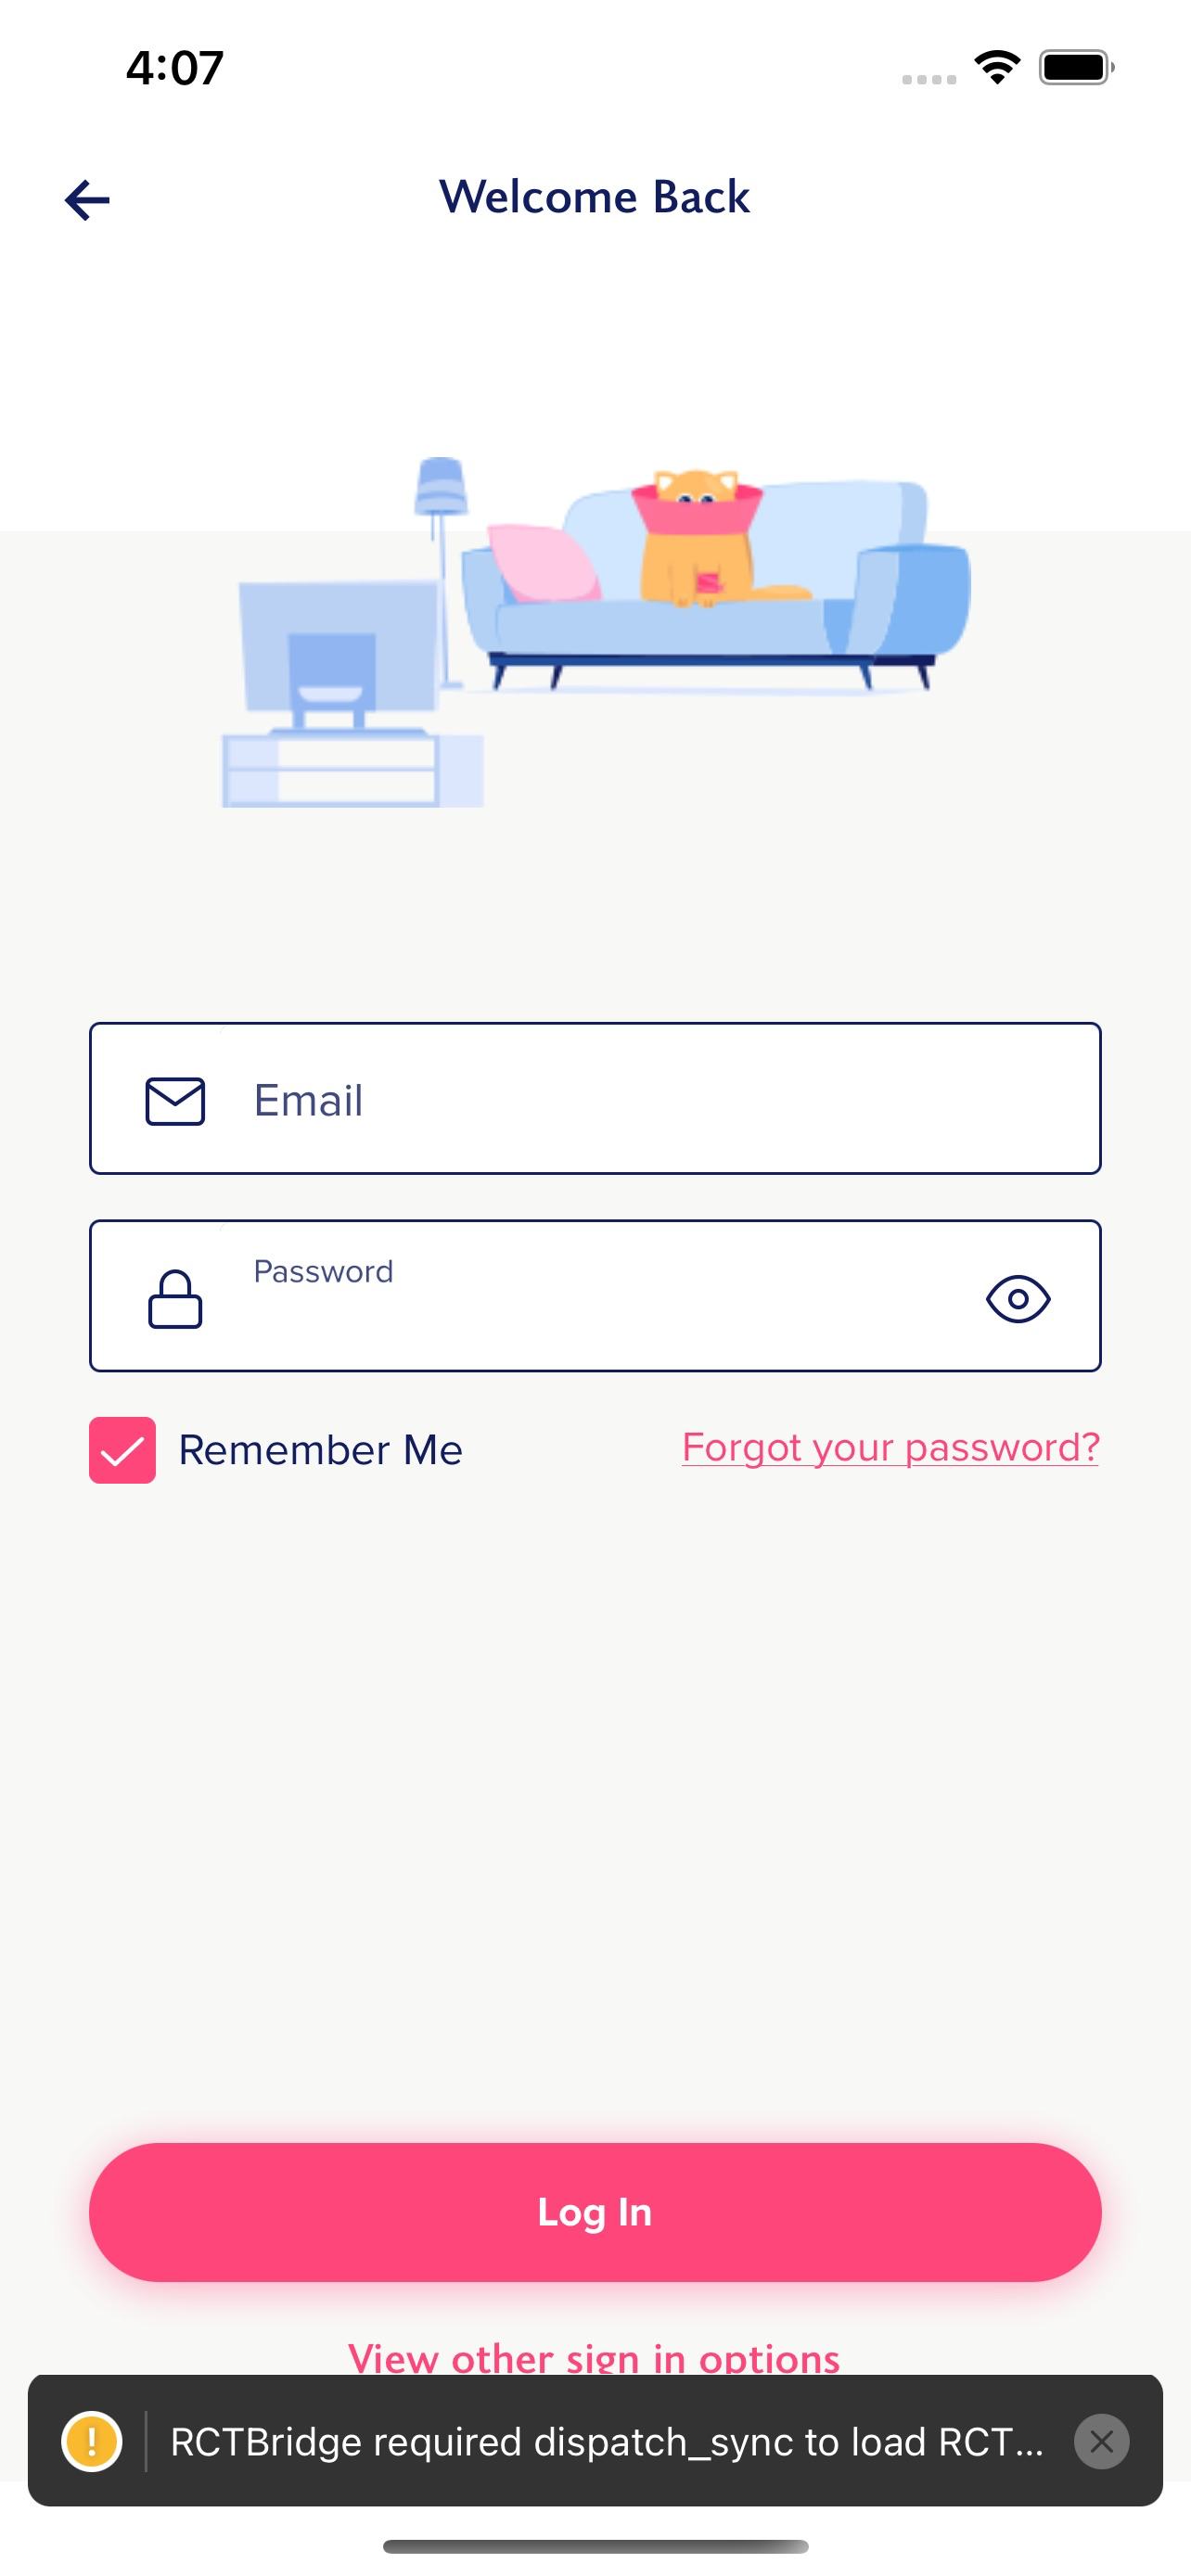 4:07
Welcome Back
Email
Password
Remember Me
Forgot your password?
Log In
View other sign in options
! RCTBridge required dispatch_sync to load RCT...